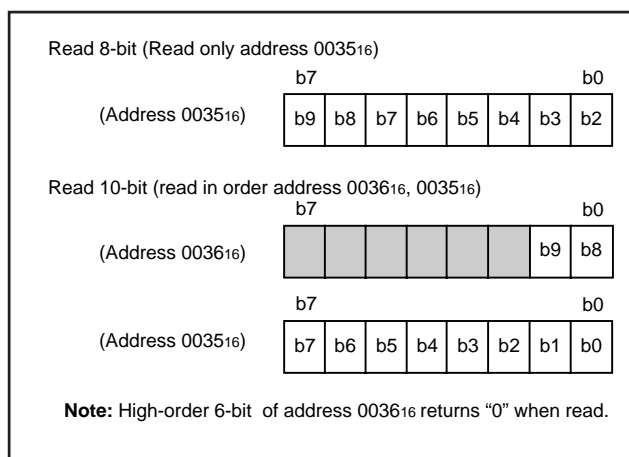 Read 8-bit (Read only address 0035₁₆)
b7 b0
(Address 0035₁₆) b9 b8 b7 b6 b5 b4 b3 b2
Read 10-bit (read in order address 0036₁₆, 0035₁₆)
b7 b0
(Address 0036₁₆) b9 b8
b7 b0
(Address 0035₁₆) b7 b6 b5 b4 b3 b2 b1 b0
Note: High-order 6-bit of address 0036₁₆ returns “0” when read.